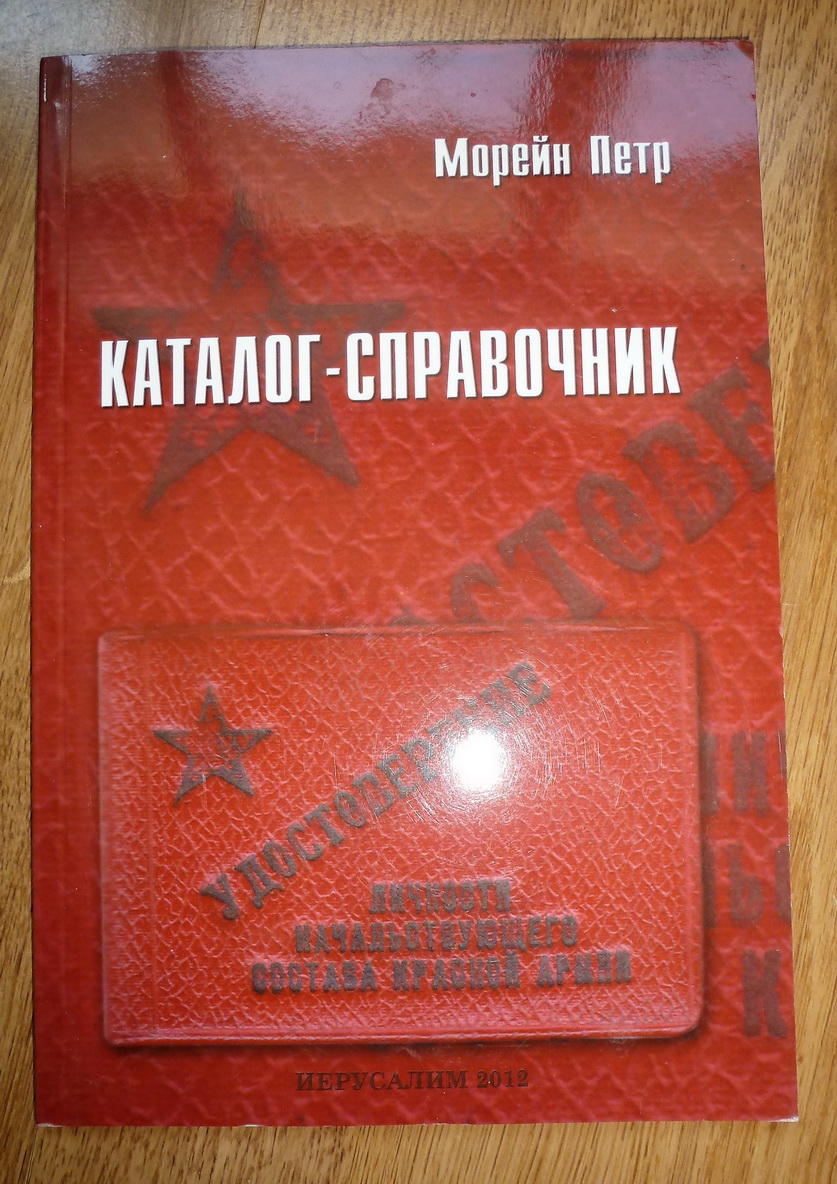 Морейн Петр
КАТАЛОГ-СПРАВОЧНИК
УДОСТОВЕРЕНИЕ
ЛИЧНОСТИ
НАЧАЛЬСТВУЮЩЕГО
СОСТАВА КРАСНОЙ АРМИИ
ИЕРУСАЛИМ 2012